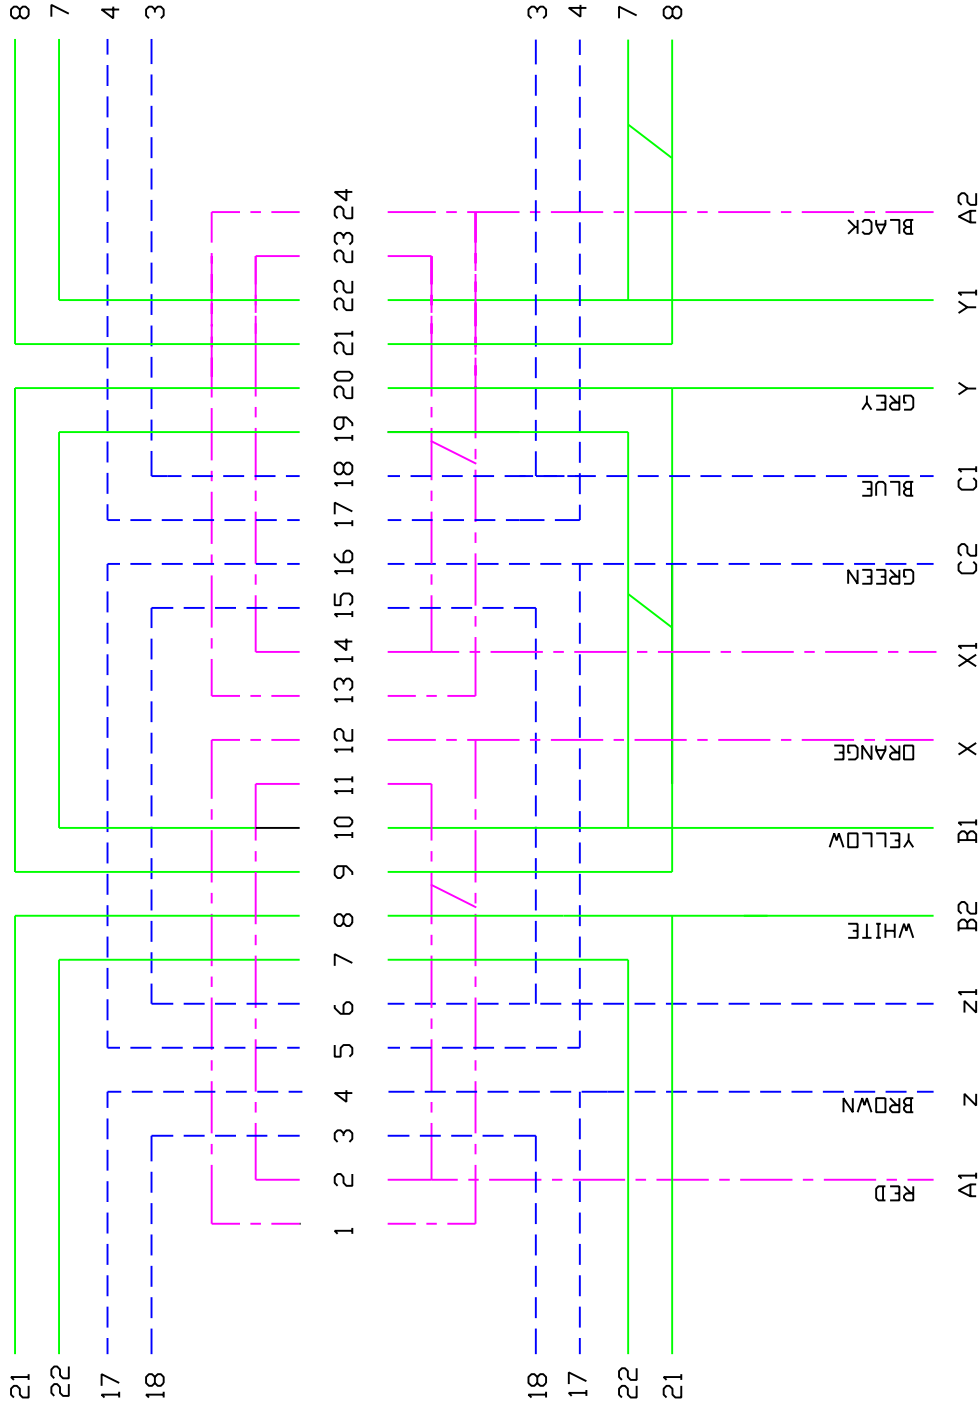 8
7
4
3
3
4
7
8
24
23
22
21
20
19
18
17
16
15
14
13
12
11
10
9
8
7
6
5
4
3
2
1
BLACK
GREY
BLUE
GREEN
ORANGE
YELLOW
WHITE
BROWN
RED
A2
Y1
Y
C1
C2
X1
X
B1
B2
z1
z
A1
21
22
17
18
18
17
22
21